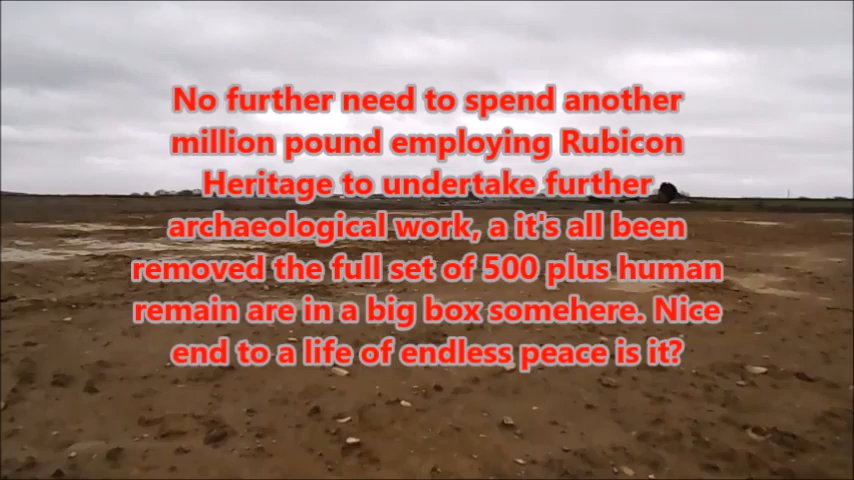 No further need to spend another
million pound employing Rubicon
Heritage to undertake further
archaeological work, a it's all been
removed the full set of 500 plus human
remain are in a big box somehere. Nice
end to a life of endless peace is it?